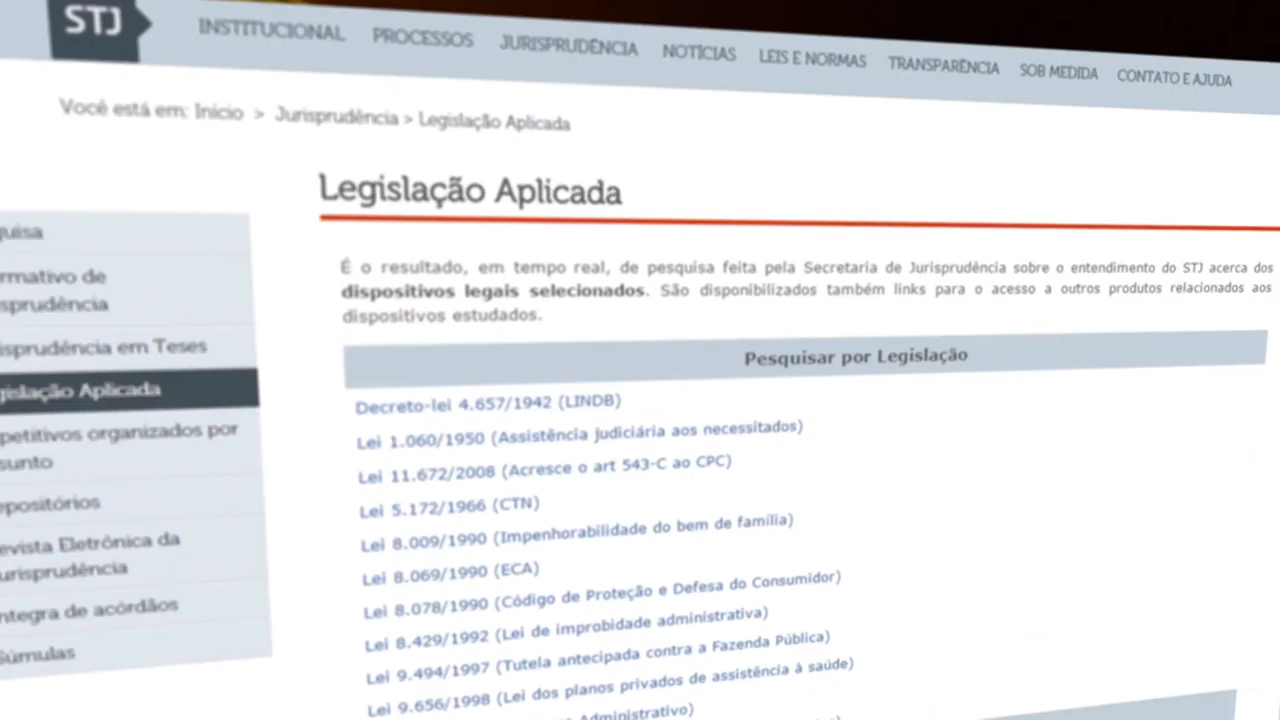 STJ
INSTITUCIONAL PROCESSOS JURISPRUDÊNCIA NOTÍCIAS LEIS E NORMAS TRANSPARÊNCIA SOB MEDIDA CONTATO E AJUDA
Você está em: Início > Jurisprudência > Legislação Aplicada
Legislação Aplicada
quisa
rmativo de
sprudência
isprudência em Teses
gislação Aplicada
petitivos organizados por
sunto
epositórios
evista Eletrônica da
urisprudência
ntegra de acórdãos
Súmulas
É o resultado, em tempo real, de pesquisa feita pela Secretaria de Jurisprudência sobre o entendimento do STJ acerca dos
dispositivos legais selecionados. São disponibilizados também links para o acesso a outros produtos relacionados aos
dispositivos estudados.
Pesquisar por Legislação
Decreto-lei 4.657/1942 (LINDB)
Lei 1.060/1950 (Assistência judiciária aos necessitados)
Lei 11.672/2008 (Acresce o art 543-C ao CPC)
Lei 5.172/1966 (CTN)
Lei 8.009/1990 (Impenhorabilidade do bem de família)
Lei 8.069/1990 (ECA)
Lei 8.078/1990 (Código de Proteção e Defesa do Consumidor)
Lei 8.429/1992 (Lei de improbidade administrativa)
Lei 9.494/1997 (Tutela antecipada contra a Fazenda Pública)
Lei 9.656/1998 (Lei dos planos privados de assistência à saúde)
Administrativo)